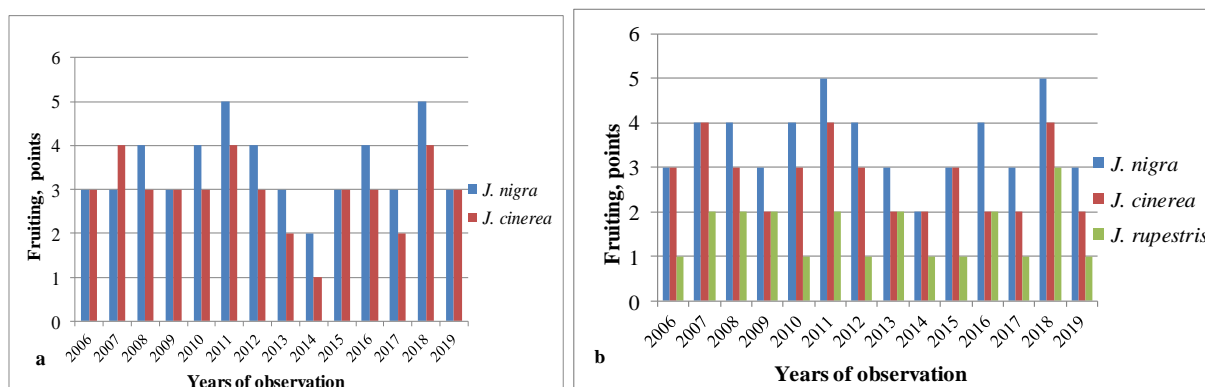 6
5
4
3
2
1
0
Fruiting, points
2006 2007 2008 2009 2010 2011 2012 2013 2014 2015 2016 2017 2018 2019
Years of observation
J. nigra
J. cinerea
a
6
5
4
3
2
1
0
Fruiting, points
2006 2007 2008 2009 2010 2011 2012 2013 2014 2015 2016 2017 2018 2019
Years of observation
J. nigra
J. cinerea
J. rupestris
b